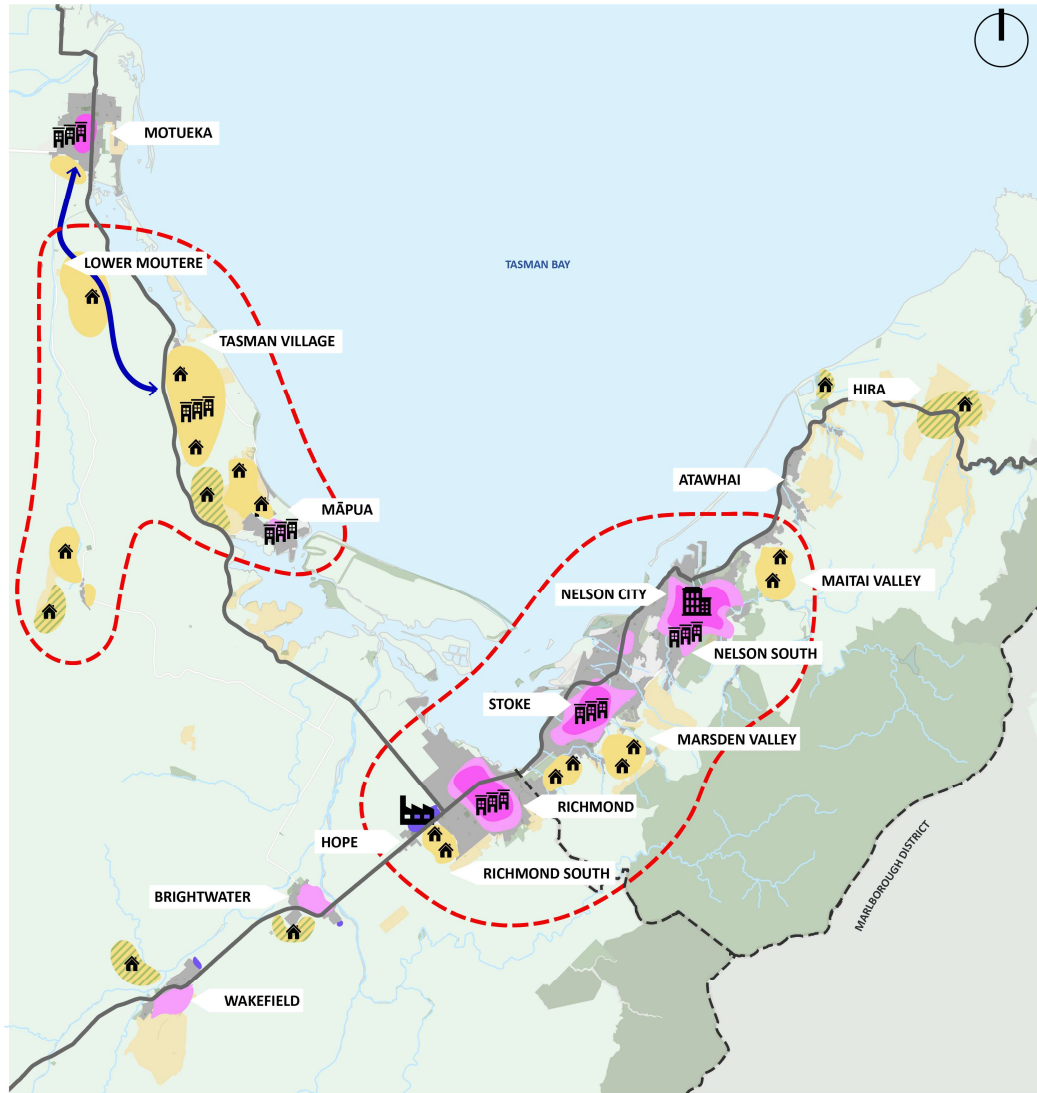 MOTUEKA
LOWER MOUTERE
TASMAN BAY
TASMAN VILLAGE
HIRA
ATAWHAI
MĀPUA
MAITAI VALLEY
NELSON CITY
NELSON SOUTH
STOKE
MARSDEN VALLEY
RICHMOND
HOPE
RICHMOND SOUTH
BRIGHTWATER
MARLBOROUGH DISTRICT
WAKEFIELD